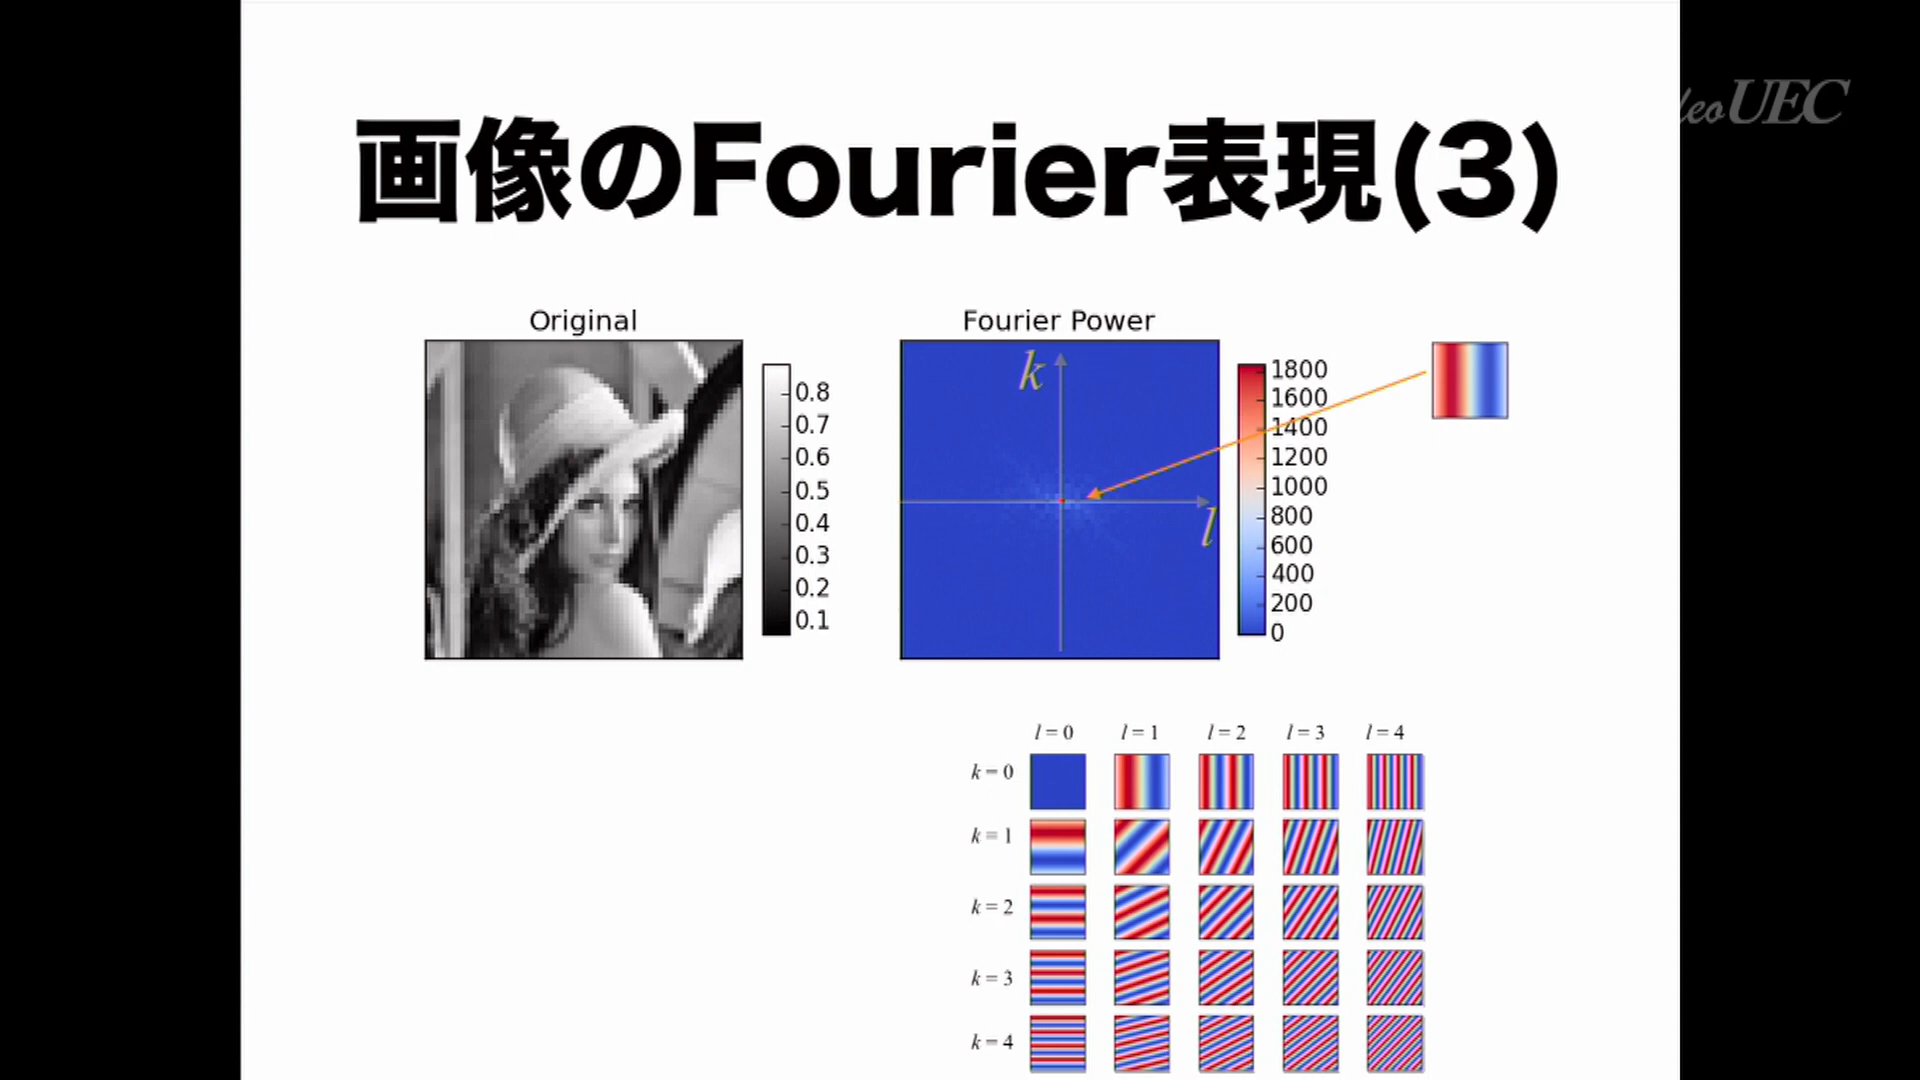 画像のFourier表現(3)
deoUEC
Original
0.8
0.7
0.6
0.5
0.4
0.3
0.2
0.1
Fourier Power
k
l
1800
1600
1400
1200
1000
800
600
400
200
0
l = 0 l = 1 l = 2 l = 3 l = 4
k = 0
k = 1
k = 2
k = 3
k = 4